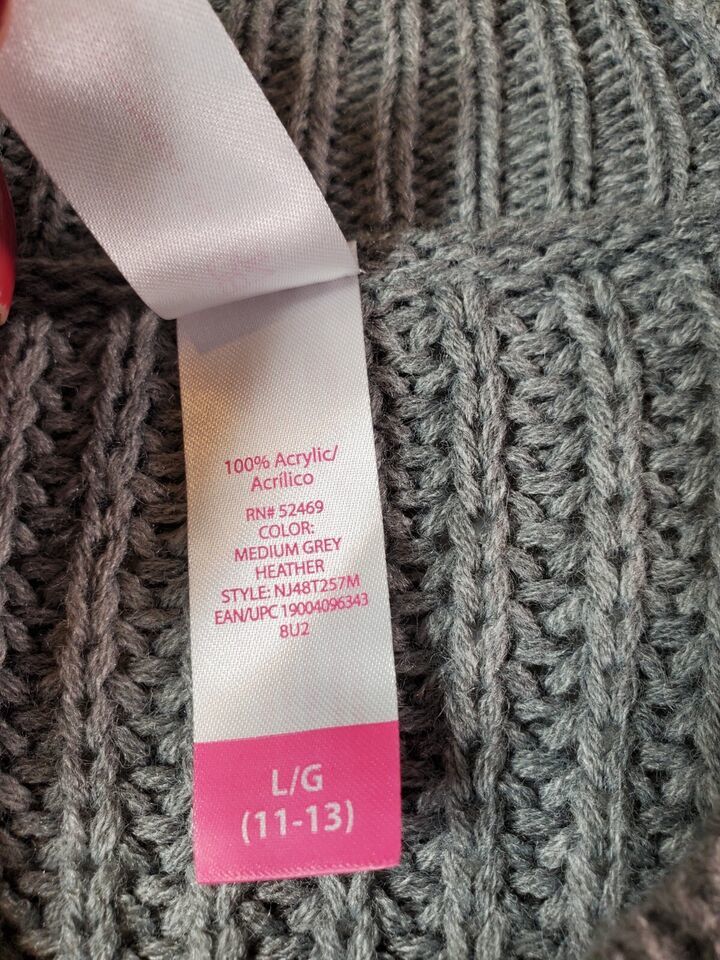 100% Acrylic/
Acrílico
RN# 52469
COLOR:
MEDIUM GREY
HEATHER
STYLE: NJ48T257M
EAN/UPC 19004096343
8U2
L/G
(11-13)